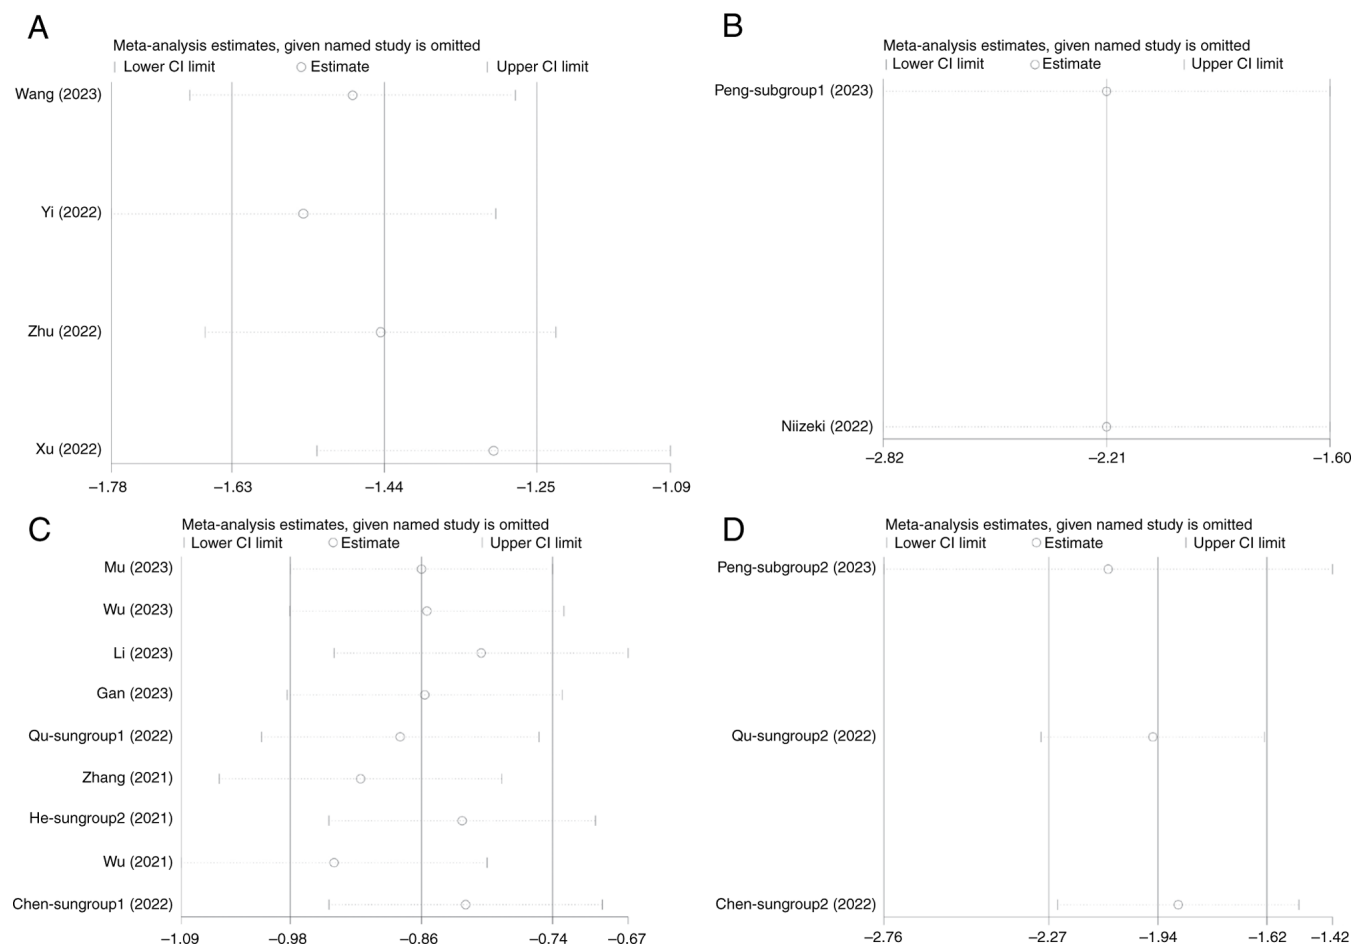 A
Meta-analysis estimates, given named study is omitted
Lower CI limit Estimate Upper CI limit
Wang (2023)
Yi (2022)
Zhu (2022)
Xu (2022)
−1.78 −1.63 −1.44 −1.25 −1.09
B
Meta-analysis estimates, given named study is omitted
Lower CI limit Estimate Upper CI limit
Peng-subgroup1 (2023)
Niizeki (2022)
−2.82 −2.21 −1.60
C
Meta-analysis estimates, given named study is omitted
Lower CI limit Estimate Upper CI limit
Mu (2023)
Wu (2023)
Li (2023)
Gan (2023)
Qu-sungroup1 (2022)
Zhang (2021)
He-sungroup2 (2021)
Wu (2021)
Chen-sungroup1 (2022)
−1.09 −0.98 −0.86 −0.74 −0.67
D
Meta-analysis estimates, given named study is omitted
Lower CI limit Estimate Upper CI limit
Peng-subgroup2 (2023)
Qu-sungroup2 (2022)
Chen-sungroup2 (2022)
−2.76 −2.27 −1.94 −1.62 −1.42